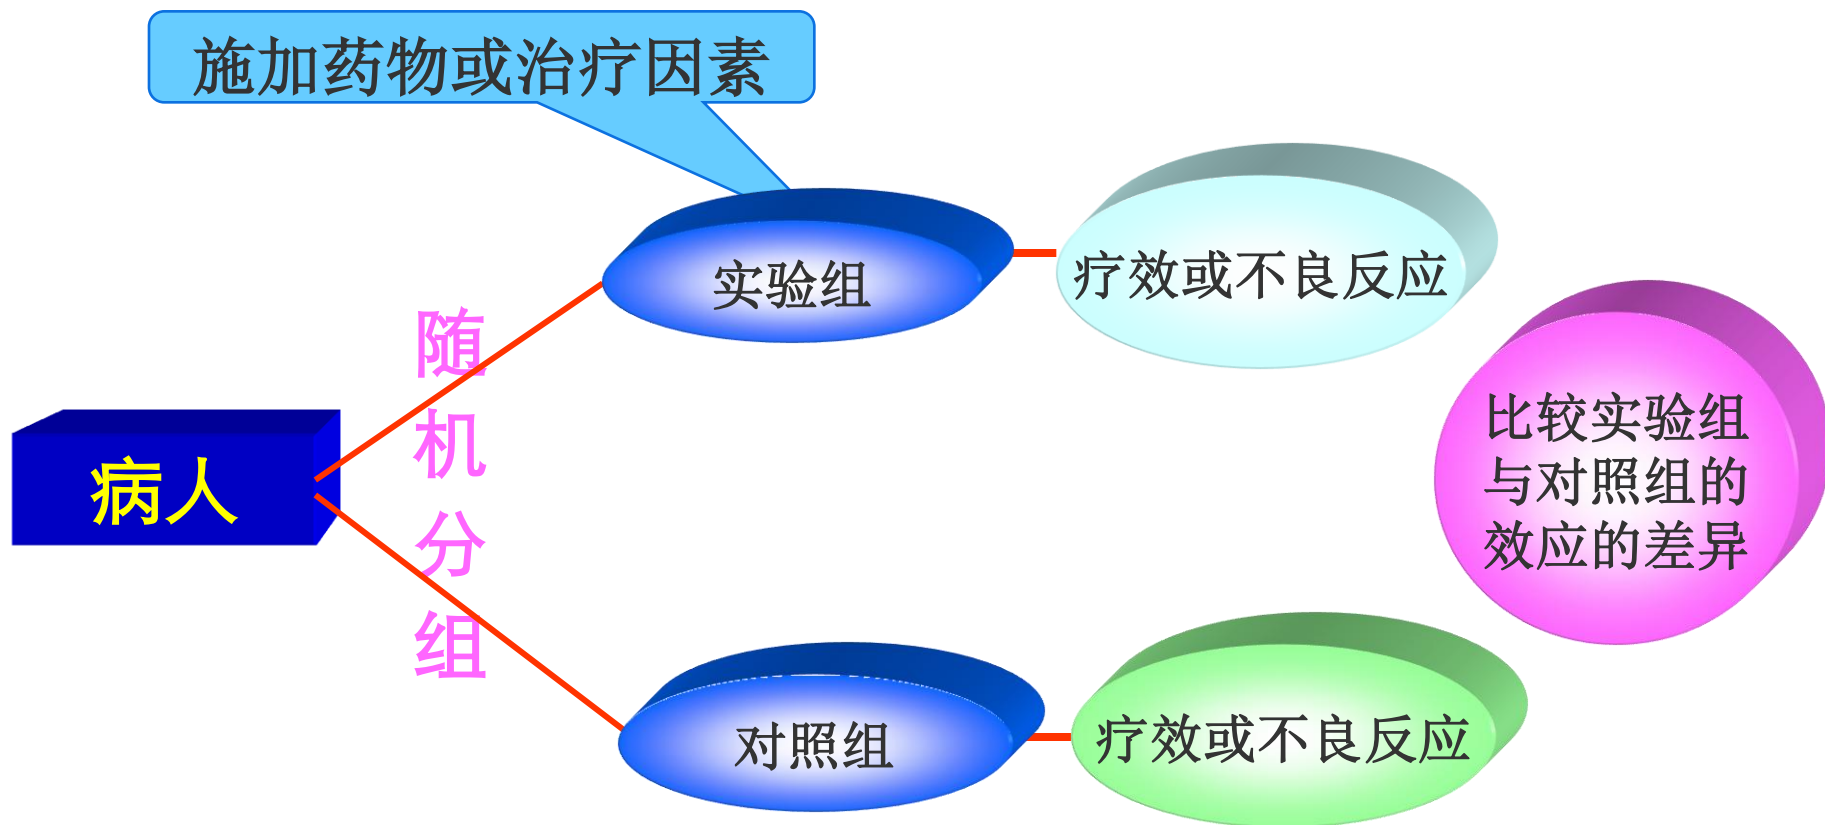 施加药物或治疗因素
实验组
疗效或不良反应
随
机
分
组
病人
比较实验组
与对照组的
效应的差异
对照组
疗效或不良反应